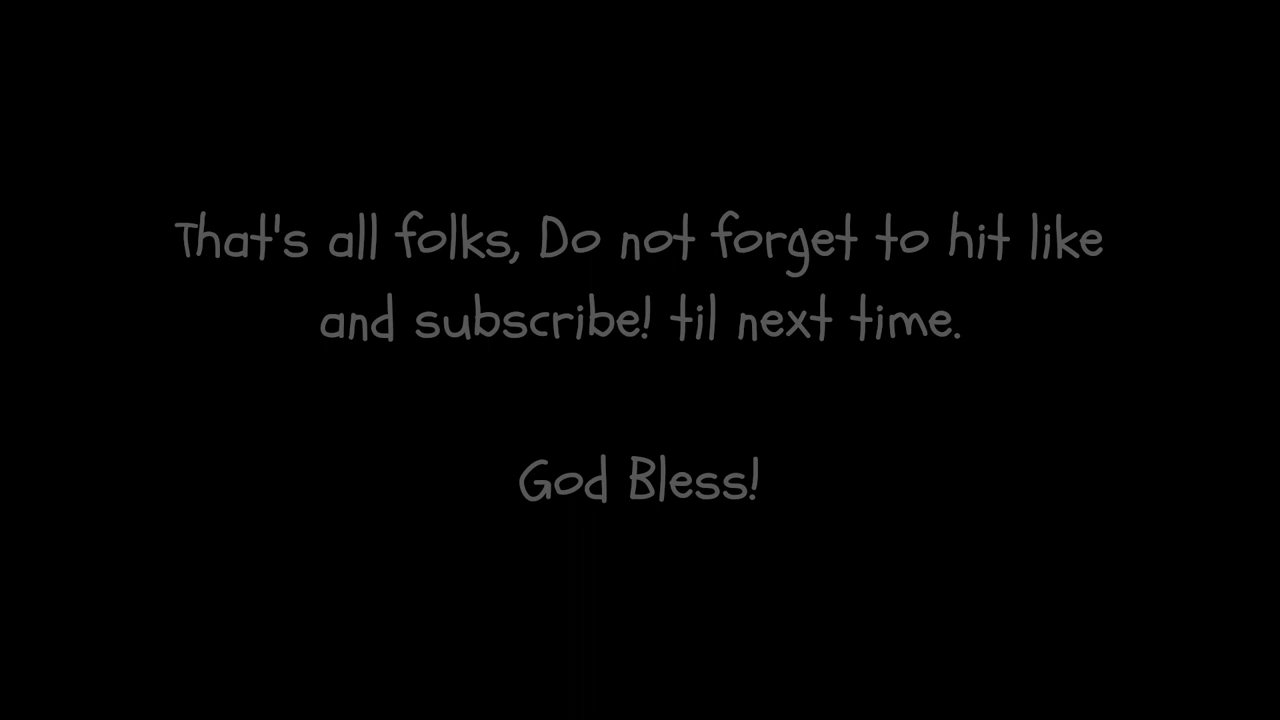 That's all folks, Do not forget to hit like
and subscribe! til next time.
God Bless!